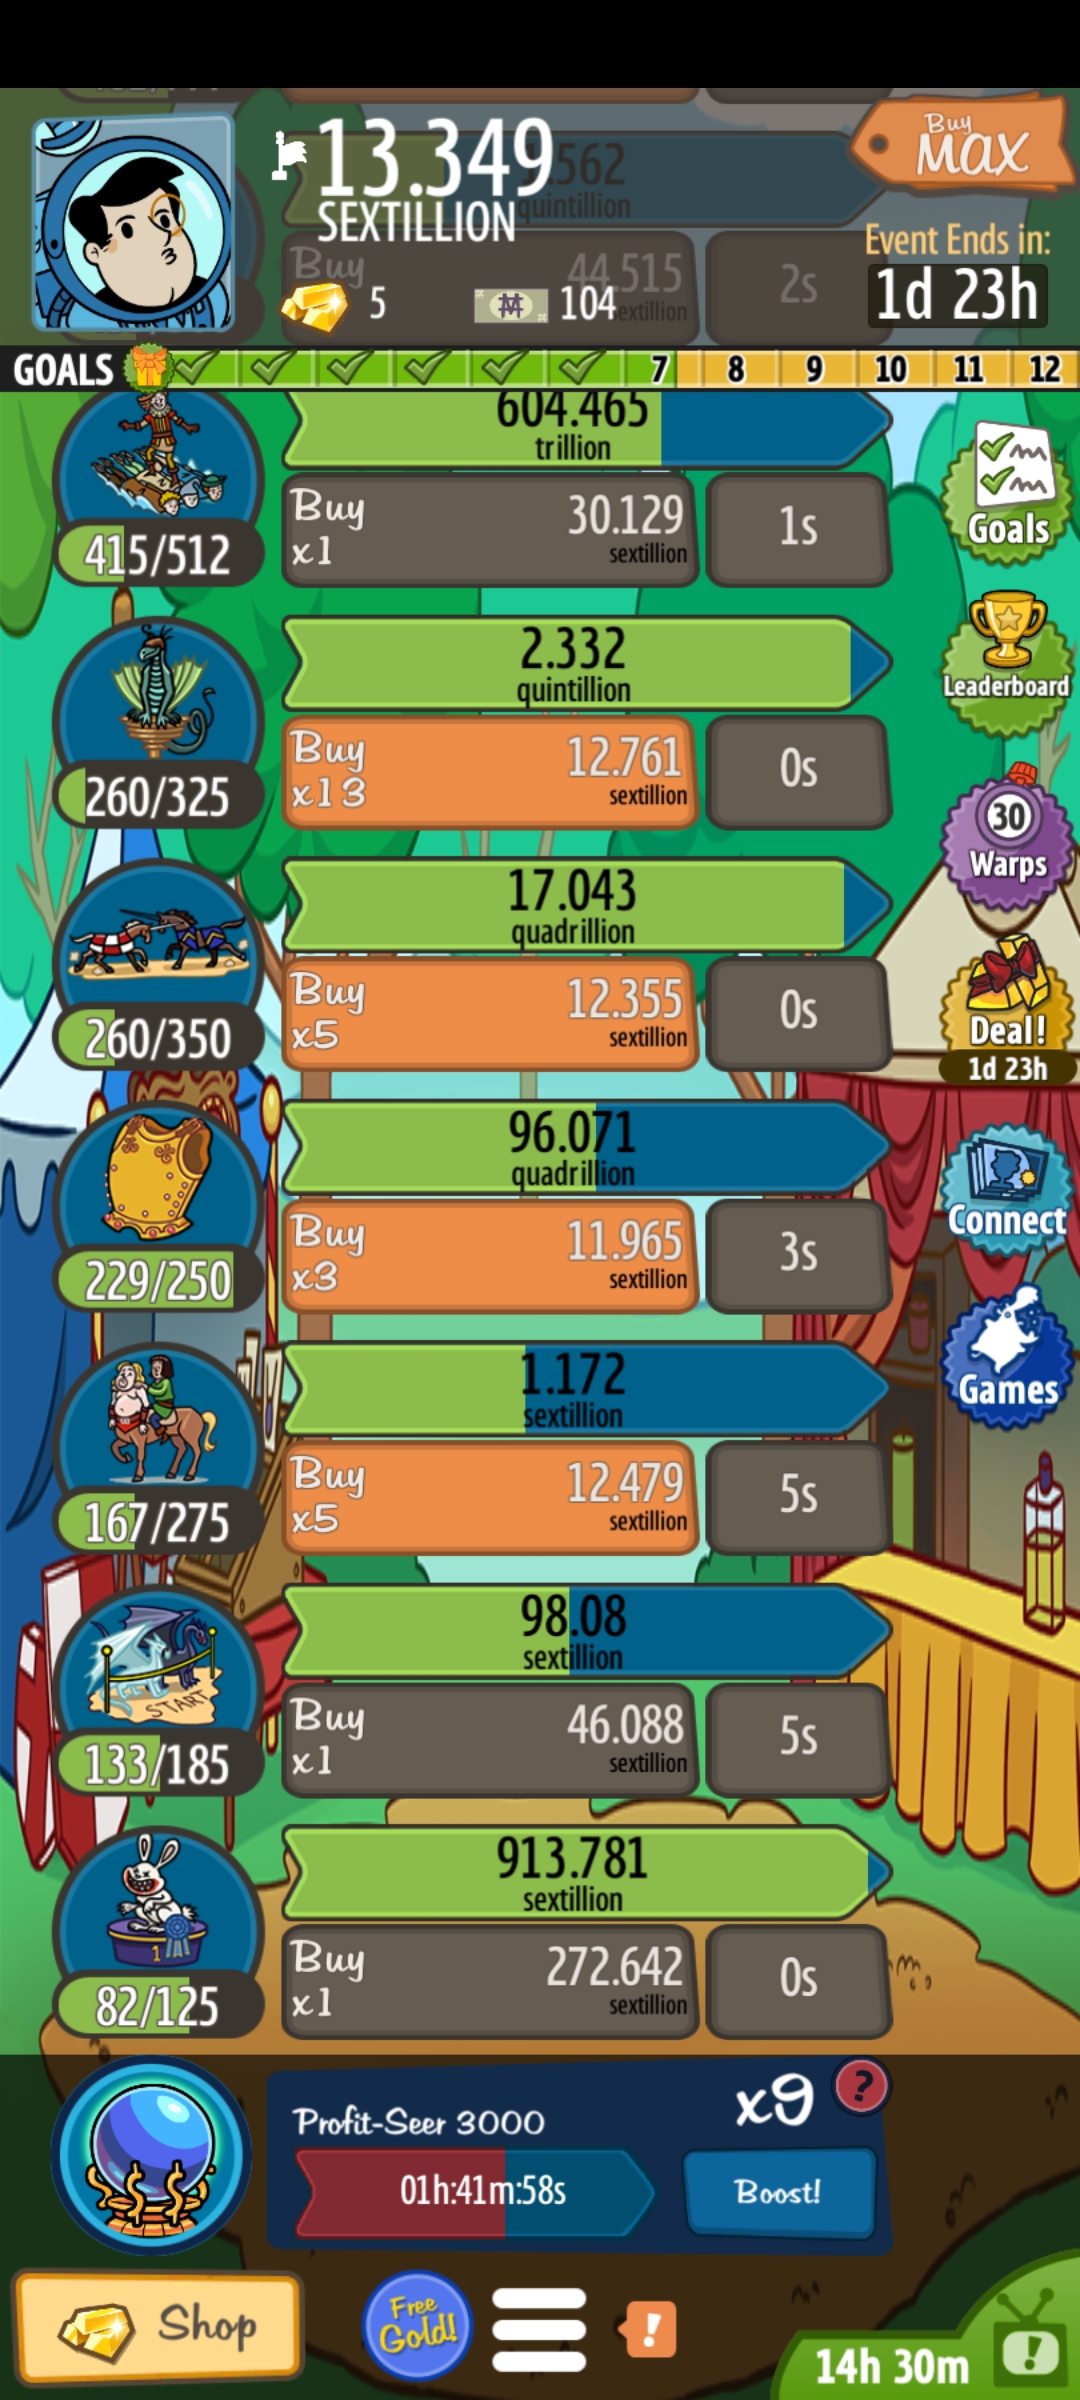 13.349
SEXTILLION
Buy
MAX
.562
quintillion
Event Ends in:
1d 23h
Buy
44.515
sextillion
2s
5
104
GOALS
7
8
9
10
11
12
604.465
trillion
415/512
Buy
x1
30.129
sextillion
1s
Goals
2.332
quintillion
260/325
Buy
x13
12.761
sextillion
0s
Leaderboard
30
Warps
17.043
quadrillion
260/350
Buy
x5
12.355
sextillion
0s
Deal!
1d 23h
96.071
quadrillion
229/250
Buy
x3
11.965
sextillion
3s
Connect
1.172
sextillion
167/275
Buy
x5
12.479
sextillion
5s
Games
98.08
sextillion
START
133/185
Buy
x1
46.088
sextillion
5s
913.781
sextillion
1
82/125
Buy
x1
272.642
sextillion
0s
Profit-Seer 3000
x9
?
01h:41m:58s
Boost!
Shop
Free
Gold!
!
14h 30m
!